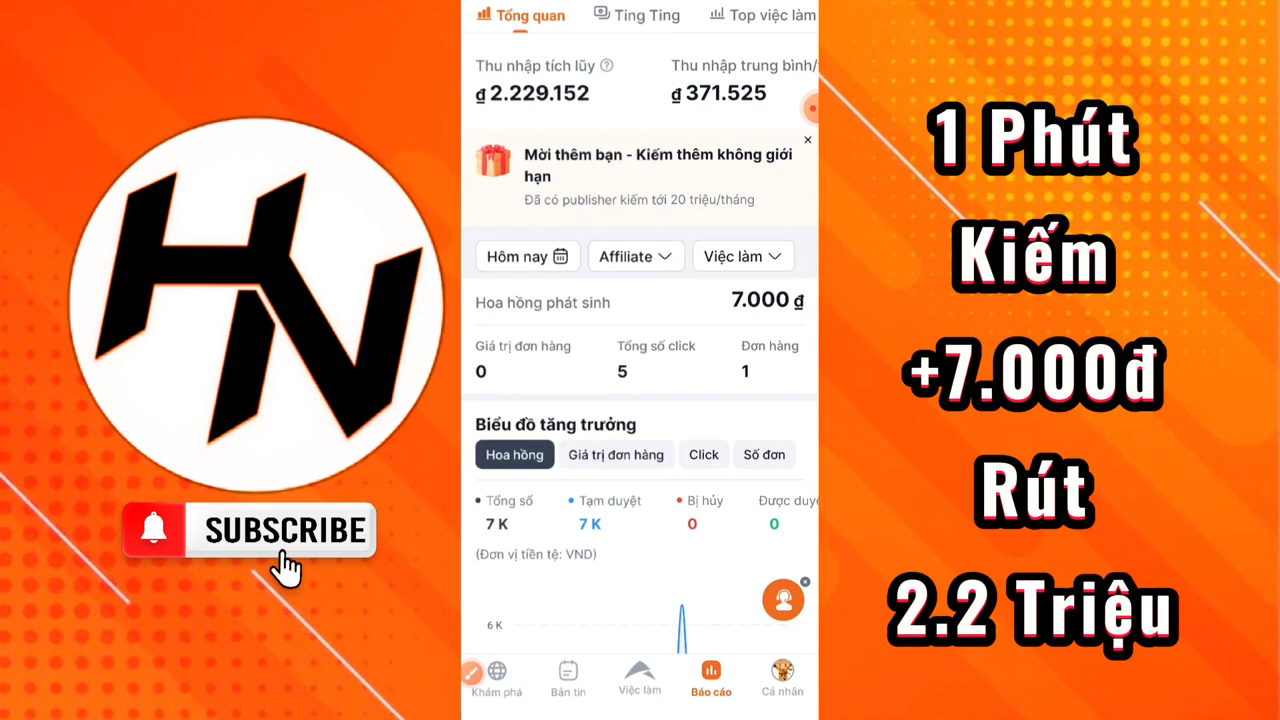 HN
SUBSCRIBE
Tổng quan
Ting Ting
Top việc làm
Thu nhập tích lũy ?
Thu nhập trung bình/
₫ 2.229.152
₫ 371.525
Mời thêm bạn - Kiếm thêm không giới
hạn
Đã có publisher kiếm tới 20 triệu/tháng
Hôm nay
Affiliate
Việc làm
Hoa hồng phát sinh
7.000 ₫
Giá trị đơn hàng
Tổng số click
Đơn hàng
0
5
1
Biểu đồ tăng trưởng
Hoa hồng
Giá trị đơn hàng
Click
Số đơn
Tổng số
Tạm duyệt
Bị hủy
Được duyệ
7 K
7 K
0
0
(Đơn vị tiền tệ: VND)
6 K
Khám phá
Bản tin
Việc làm
Báo cáo
Cá nhân
1 Phút
Kiếm
+7.000đ
Rút
2.2 Triệu